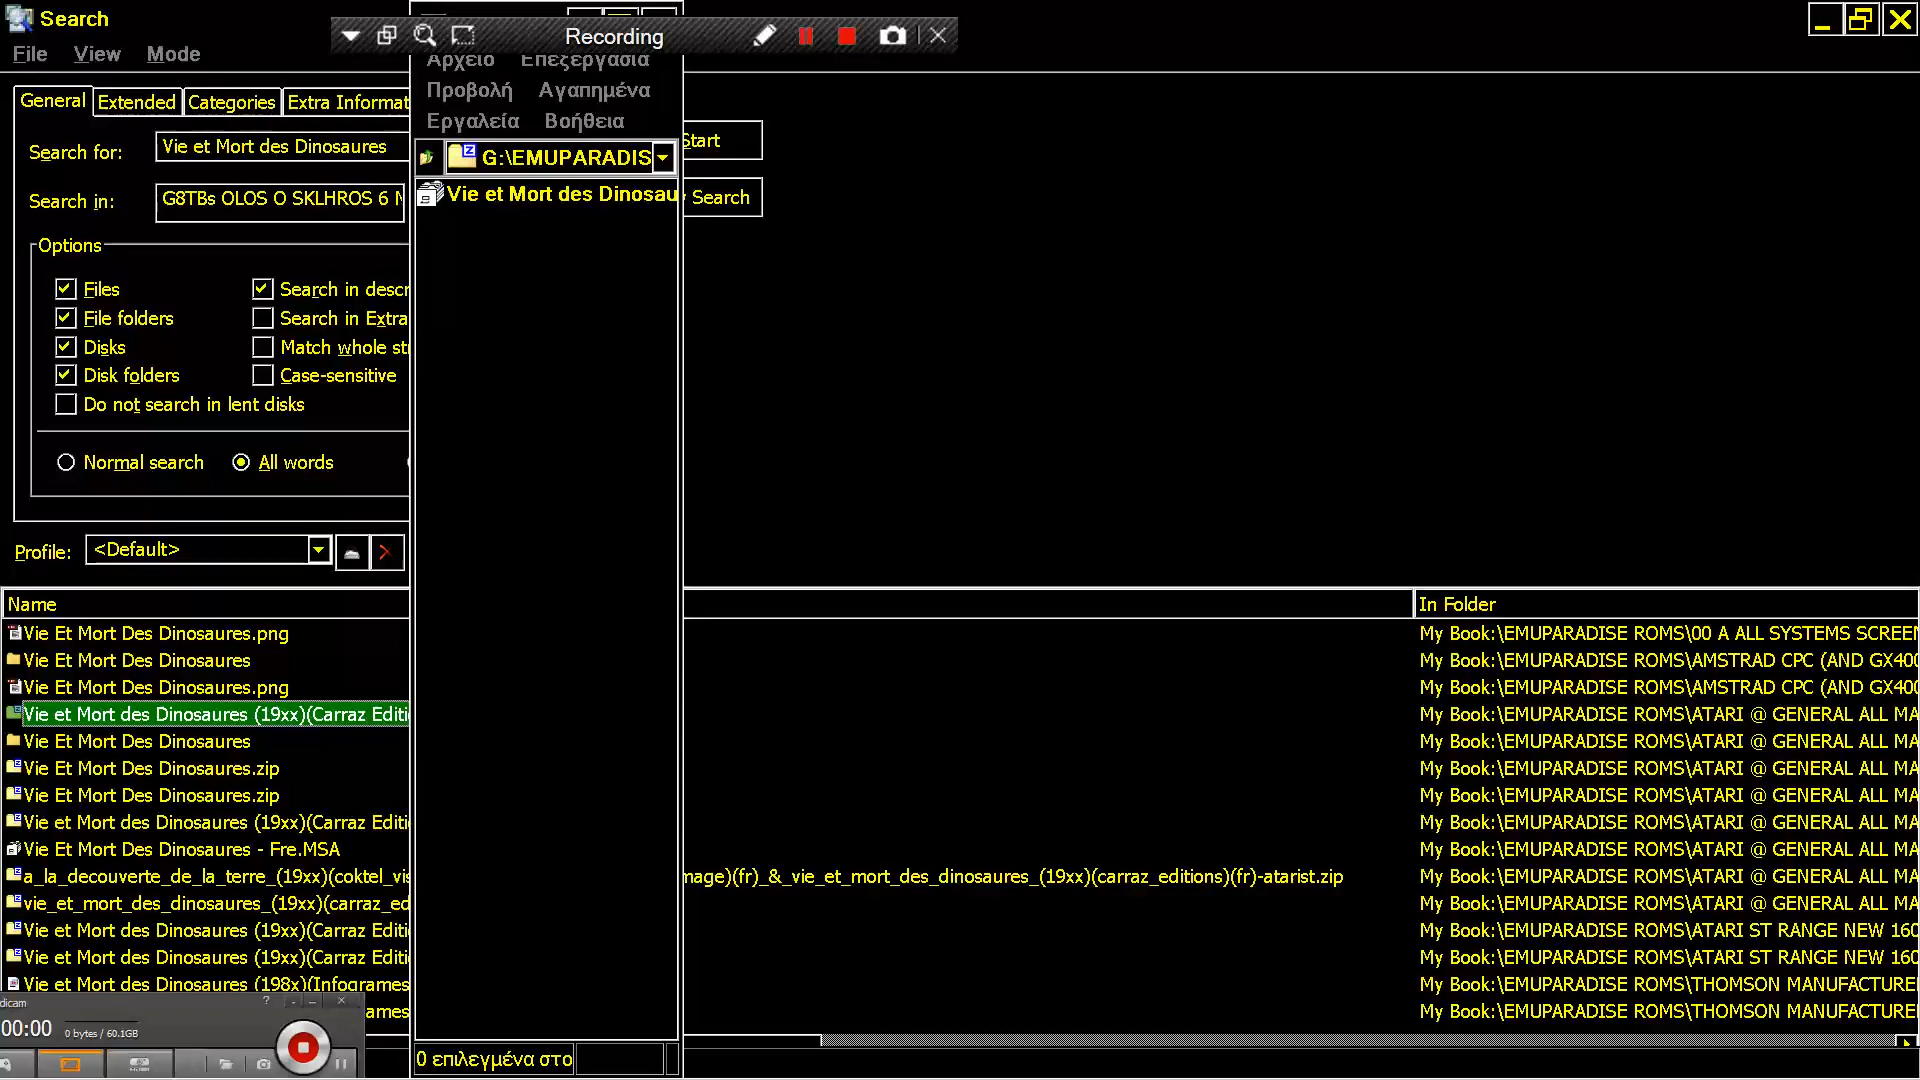 Search
File View Mode
Recording
Αρχείο Επεξεργασία
Προβολή Αγαπημένα
Εργαλεία Βοήθεια
General Extended Categories Extra Informat
Search for: Vie et Mort des Dinosaures
Start
G:\EMUPARADIS
Search in: G8TBs OLOS O SKLHROS 6
Search
Vie et Mort des Dinosau
Options
Files Search in descr
File folders Search in Extra
Disks Match whole st
Disk folders Case-sensitive
Do not search in lent disks
Normal search All words
Profile: <Default>
Name In Folder
Vie Et Mort Des Dinosaures.png My Book:\EMUPARADISE ROMS\00 A ALL SYSTEMS SCREEN
Vie Et Mort Des Dinosaures My Book:\EMUPARADISE ROMS\AMSTRAD CPC (AND GX400
Vie Et Mort Des Dinosaures.png My Book:\EMUPARADISE ROMS\AMSTRAD CPC (AND GX400
Vie et Mort des Dinosaures (19xx)(Carraz Editi My Book:\EMUPARADISE ROMS\ATARI @ GENERAL ALL MA
Vie Et Mort Des Dinosaures My Book:\EMUPARADISE ROMS\ATARI @ GENERAL ALL MA
Vie Et Mort Des Dinosaures.zip My Book:\EMUPARADISE ROMS\ATARI @ GENERAL ALL MA
Vie Et Mort Des Dinosaures.zip My Book:\EMUPARADISE ROMS\ATARI @ GENERAL ALL MA
Vie et Mort des Dinosaures (19xx)(Carraz Editi My Book:\EMUPARADISE ROMS\ATARI @ GENERAL ALL MA
Vie Et Mort Des Dinosaures - Fre.MSA My Book:\EMUPARADISE ROMS\ATARI @ GENERAL ALL MA
a_la_decouverte_de_la_terre_(19xx)(coktel_vis mage)(fr)_&_vie_et_mort_des_dinosaures_(19xx)(carraz_editions)(fr)-atarist.zip My Book:\EMUPARADISE ROMS\ATARI @ GENERAL ALL MA
vie_et_mort_des_dinosaures_(19xx)(carraz_ed My Book:\EMUPARADISE ROMS\ATARI @ GENERAL ALL MA
Vie et Mort des Dinosaures (19xx)(Carraz Editi My Book:\EMUPARADISE ROMS\ATARI ST RANGE NEW 160
Vie et Mort des Dinosaures (19xx)(Carraz Editi My Book:\EMUPARADISE ROMS\ATARI ST RANGE NEW 160
Vie et Mort des Dinosaures (198x)(Infogrames My Book:\EMUPARADISE ROMS\THOMSON MANUFACTURE
ames My Book:\EMUPARADISE ROMS\THOMSON MANUFACTURE
dicam
00:00 0 bytes / 60.1GB
0 επιλεγμένα στο